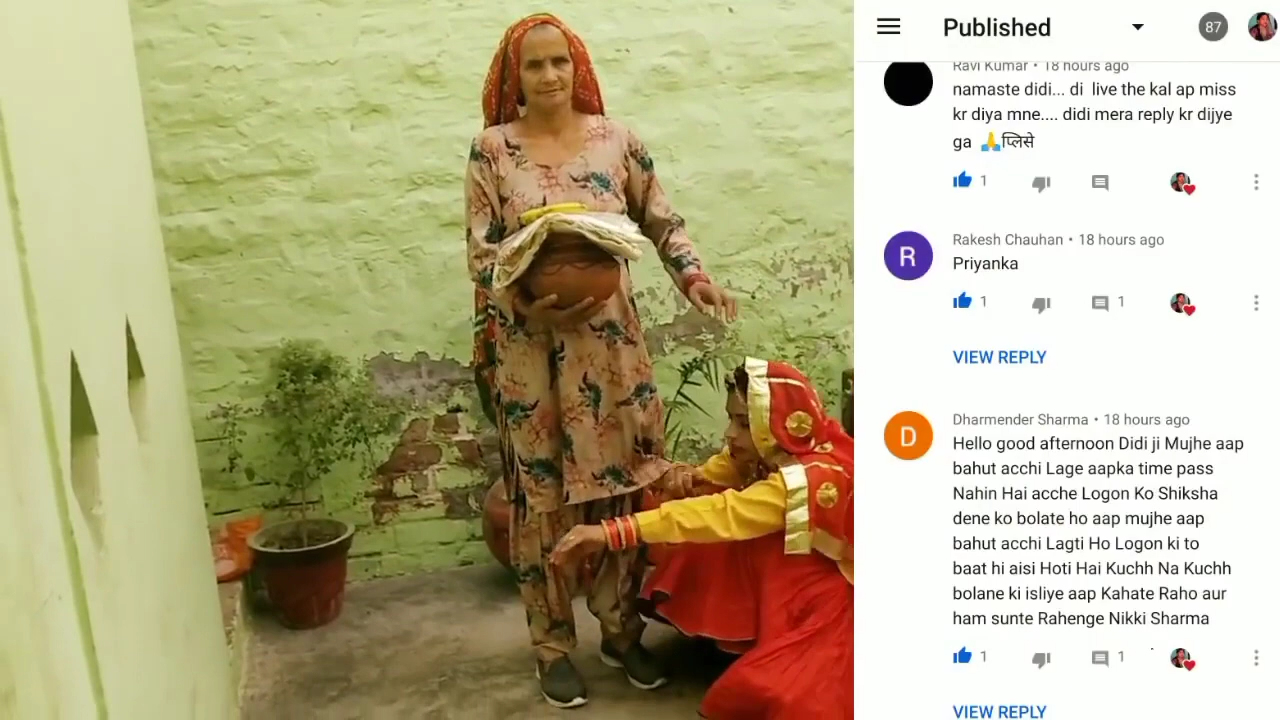 Published
87
Ravi Kumar • 18 hours ago
namaste didi... di live the kal ap miss
kr diya mne.... didi mera reply kr dijye
ga 🙏प्लिसे
1
R
Rakesh Chauhan • 18 hours ago
Priyanka
1 1
VIEW REPLY
D
Dharmender Sharma • 18 hours ago
Hello good afternoon Didi ji Mujhe aap
bahut acchi Lage aapka time pass
Nahin Hai acche Logon Ko Shiksha
dene ko bolate ho aap mujhe aap
bahut acchi Lagti Ho Logon ki to
baat hi aisi Hoti Hai Kuchh Na Kuchh
bolane ki isliye aap Kahate Raho aur
ham sunte Rahenge Nikki Sharma
1 1
VIEW REPLY